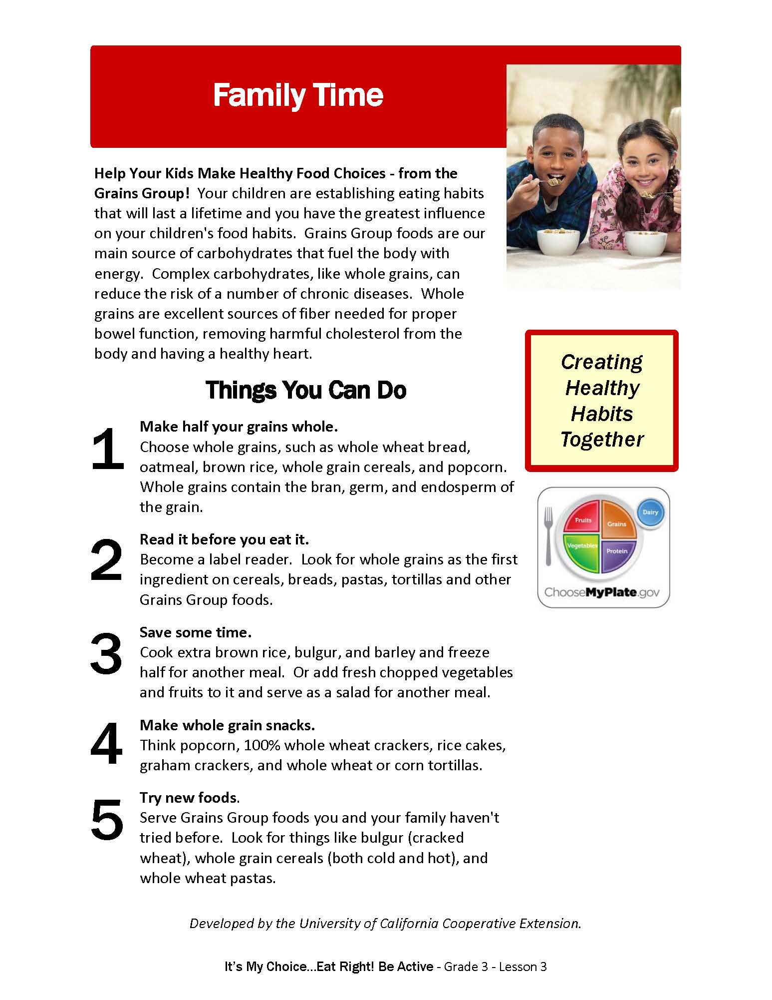 Family Time
Help Your Kids Make Healthy Food Choices - from the
Grains Group!  Your children are establishing eating habits
that will last a lifetime and you have the greatest influence
on your children's food habits.  Grains Group foods are our
main source of carbohydrates that fuel the body with
energy.  Complex carbohydrates, like whole grains, can
reduce the risk of a number of chronic diseases.  Whole
grains are excellent sources of fiber needed for proper
bowel function, removing harmful cholesterol from the
body and having a healthy heart.
Creating
Healthy
Habits
Together
Things You Can Do
1
Make half your grains whole.
Choose whole grains, such as whole wheat bread,
oatmeal, brown rice, whole grain cereals, and popcorn.
Whole grains contain the bran, germ, and endosperm of
the grain.
2
Read it before you eat it.
Become a label reader.  Look for whole grains as the first
ingredient on cereals, breads, pastas, tortillas and other
Grains Group foods.
Dairy
Fruits
Grains
Vegetables
Protein
ChooseMyPlate.gov
3
Save some time.
Cook extra brown rice, bulgur, and barley and freeze
half for another meal.  Or add fresh chopped vegetables
and fruits to it and serve as a salad for another meal.
4
Make whole grain snacks.
Think popcorn, 100% whole wheat crackers, rice cakes,
graham crackers, and whole wheat or corn tortillas.
5
Try new foods.
Serve Grains Group foods you and your family haven't
tried before.  Look for things like bulgur (cracked
wheat), whole grain cereals (both cold and hot), and
whole wheat pastas.
Developed by the University of California Cooperative Extension.
It’s My Choice...Eat Right! Be Active - Grade 3 - Lesson 3